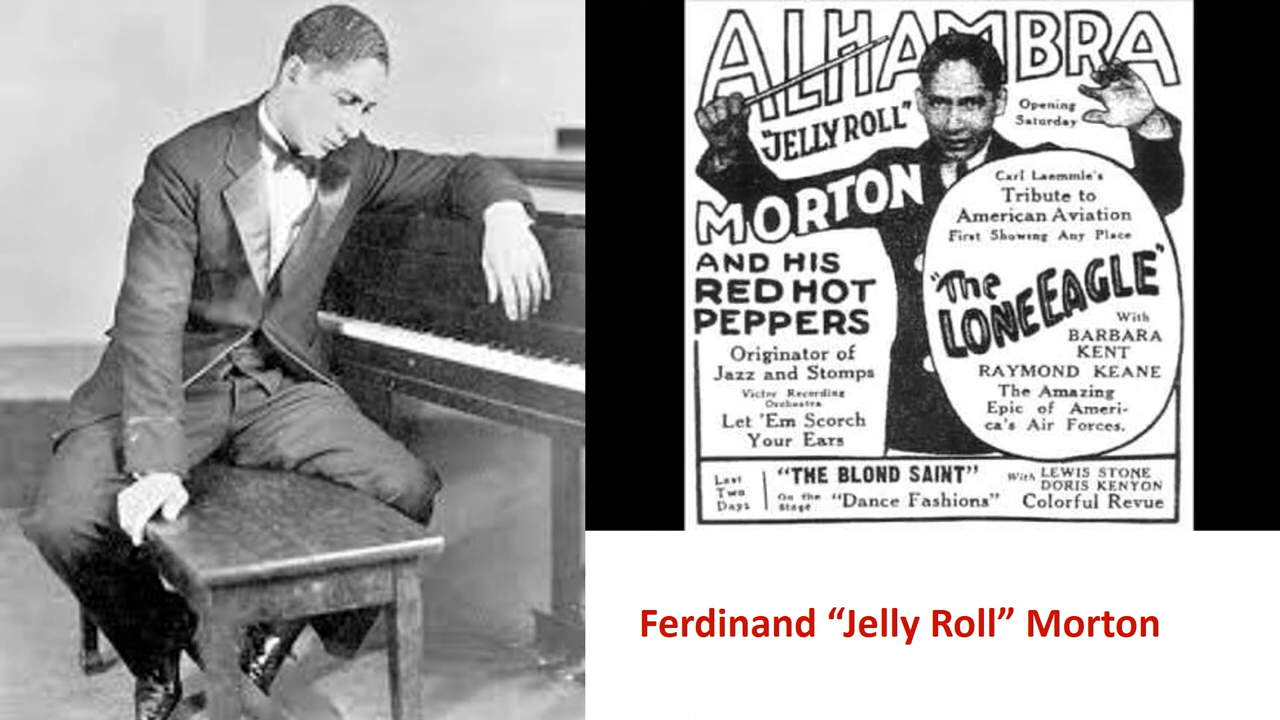 ALHAMBRA
"JELLY ROLL"
Opening
Saturday
MORTON
AND HIS
RED HOT
PEPPERS
Originator of
Jazz and Stomps
Victor Recording
Orchestra
Let 'Em Scorch
Your Ears
Carl Laemmle's
Tribute to
American Aviation
First Showing Any Place
"The
LONE EAGLE"
With
BARBARA
KENT
RAYMOND KEANE
The Amazing
Epic of Ameri-
ca's Air Forces.
Last
Two
Days
"THE BLOND SAINT"
With LEWIS STONE
DORIS KENYON
On the
Stage
"Dance Fashions"
Colorful Revue
Ferdinand “Jelly Roll” Morton